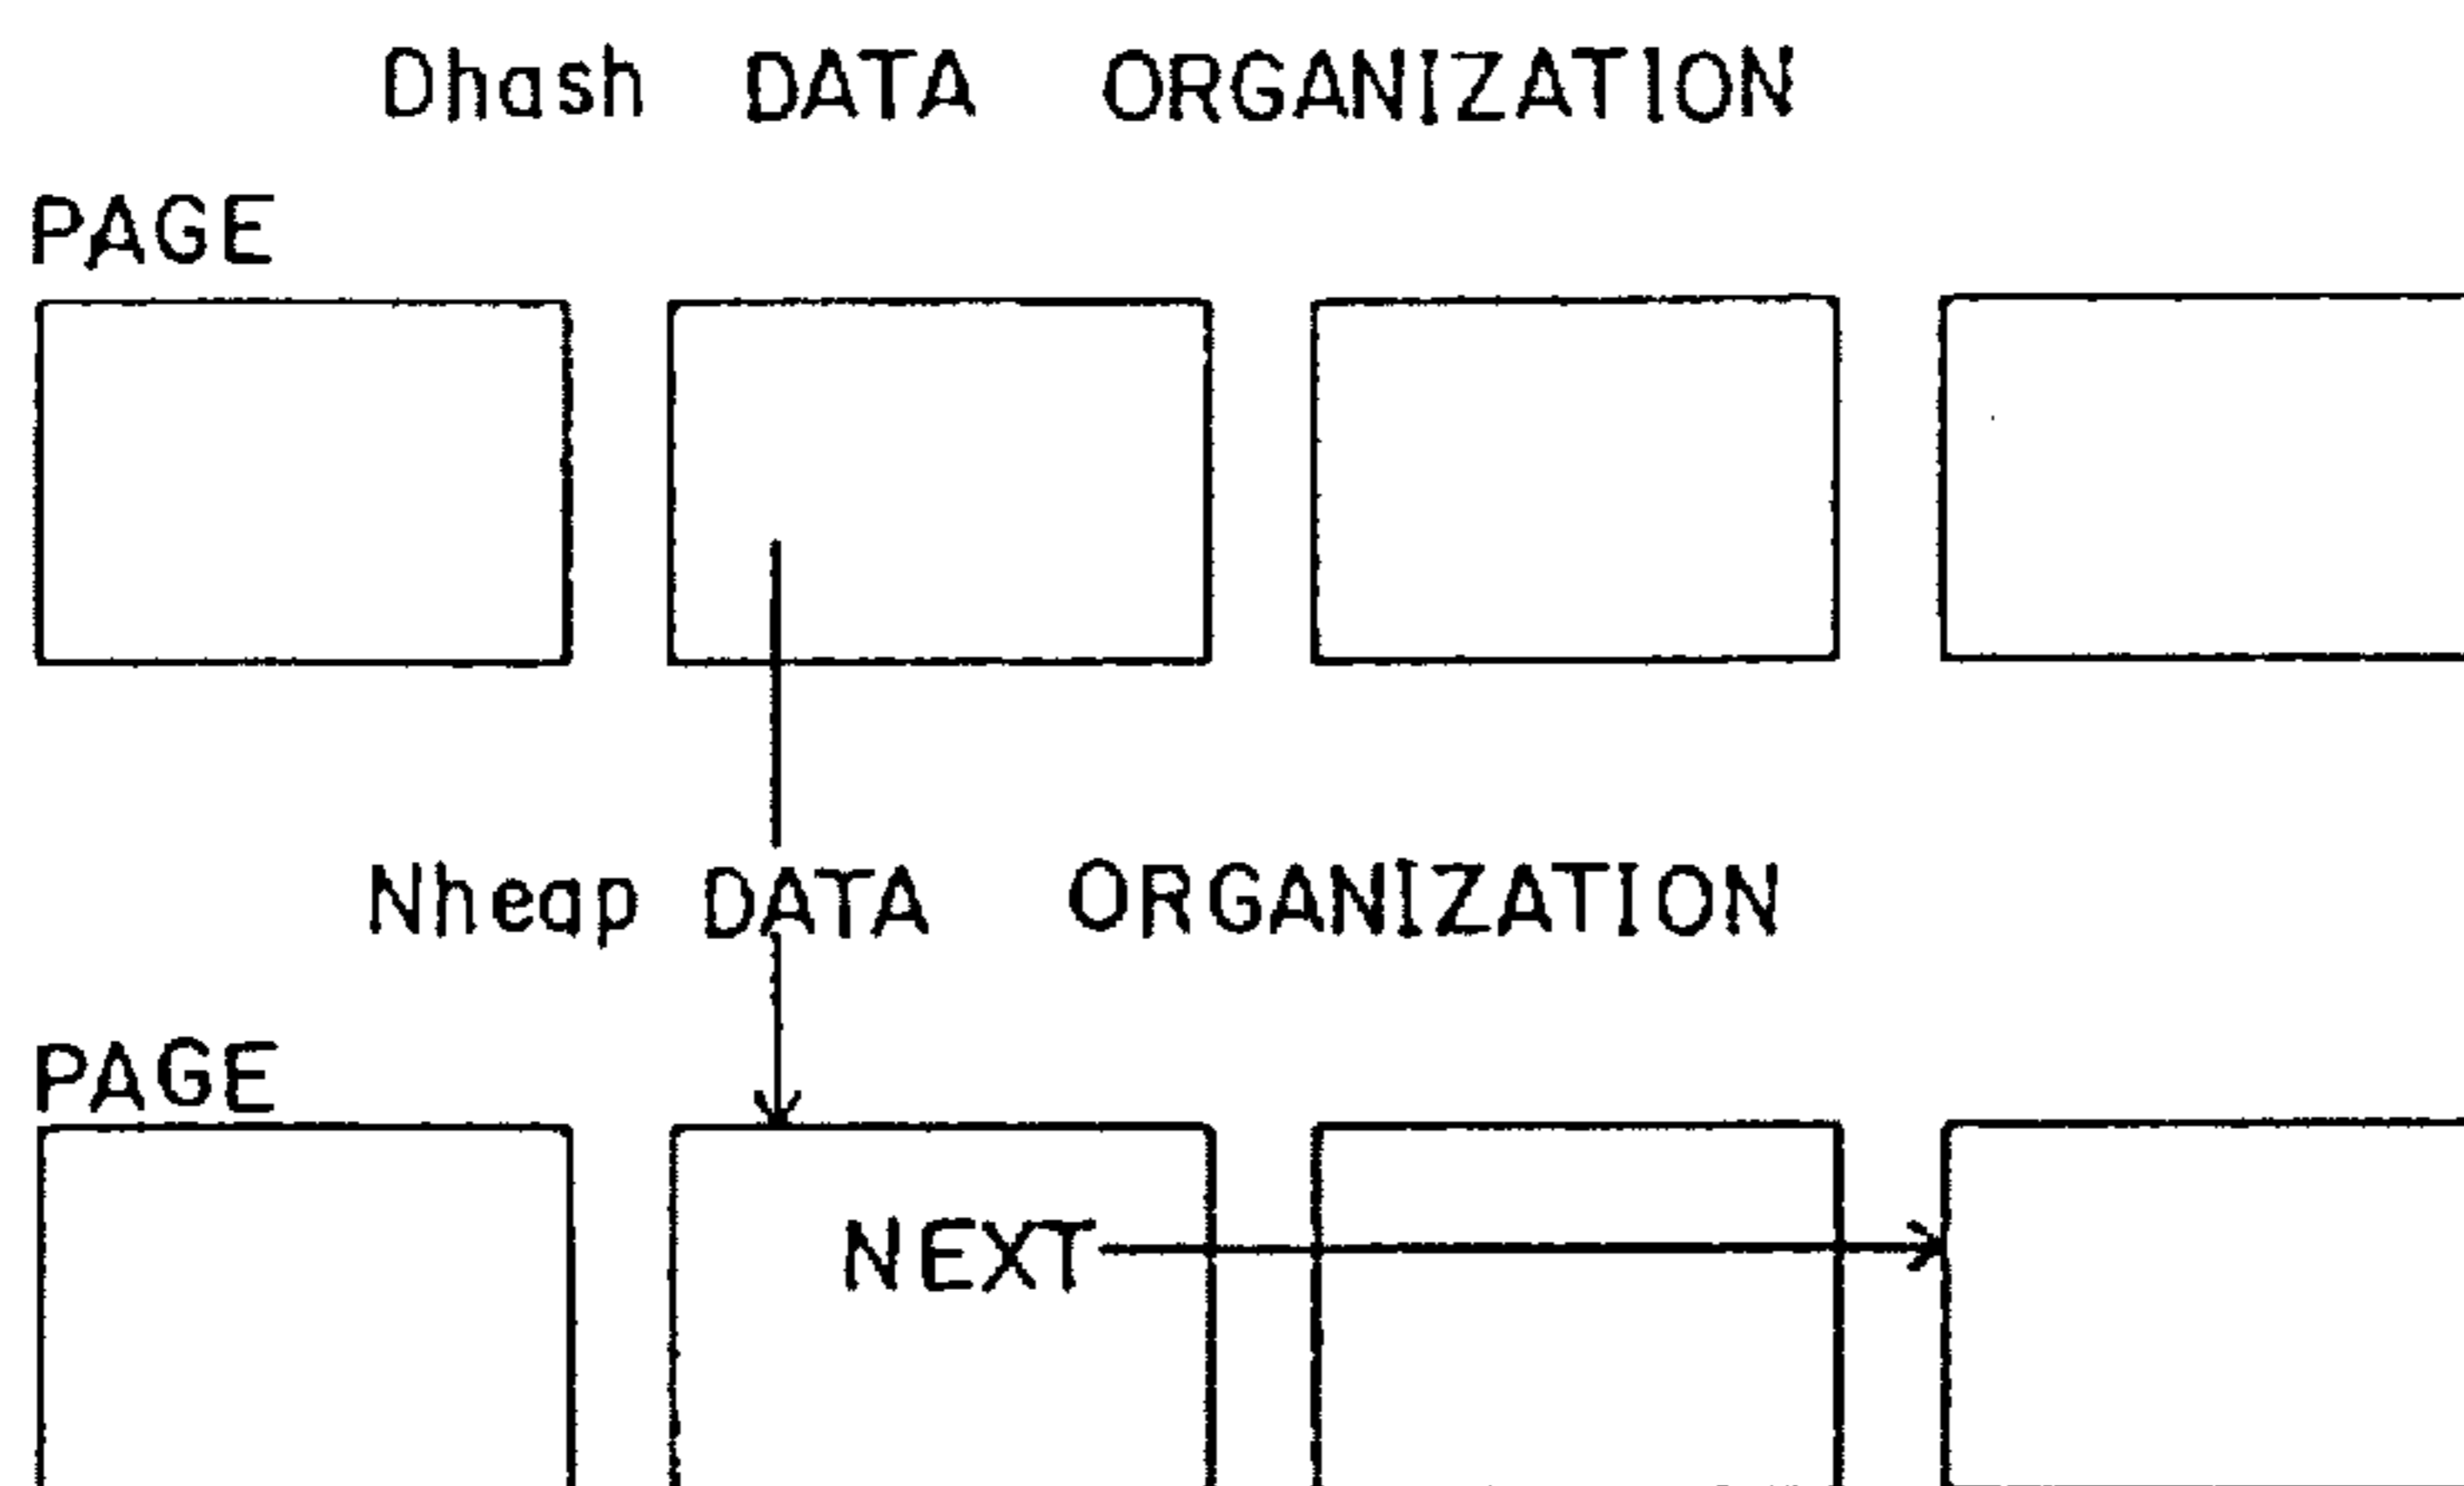 Dhash DATA ORGANIZATION
PAGE
Nheap DATA ORGANIZATION
PAGE
NEXT